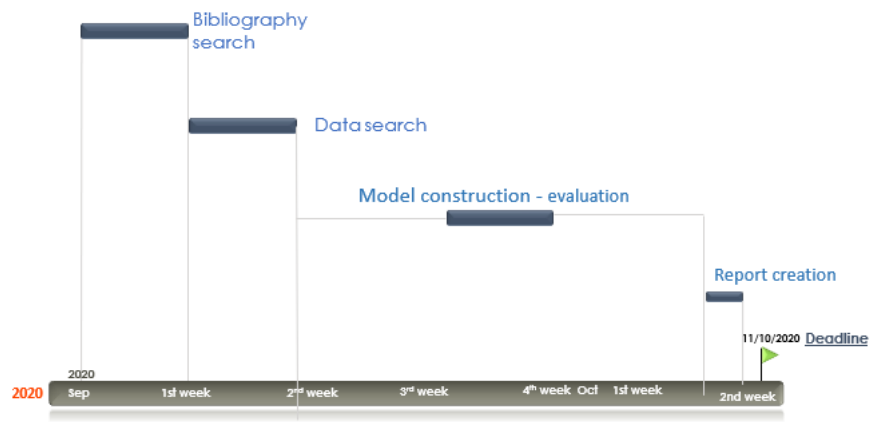 Bibliography
search
Data search
Model construction - evaluation
Report creation
11/10/2020 Deadline
2020
2020
Sep 1st week 2nd week 3rd week 4th week Oct 1st week 2nd week